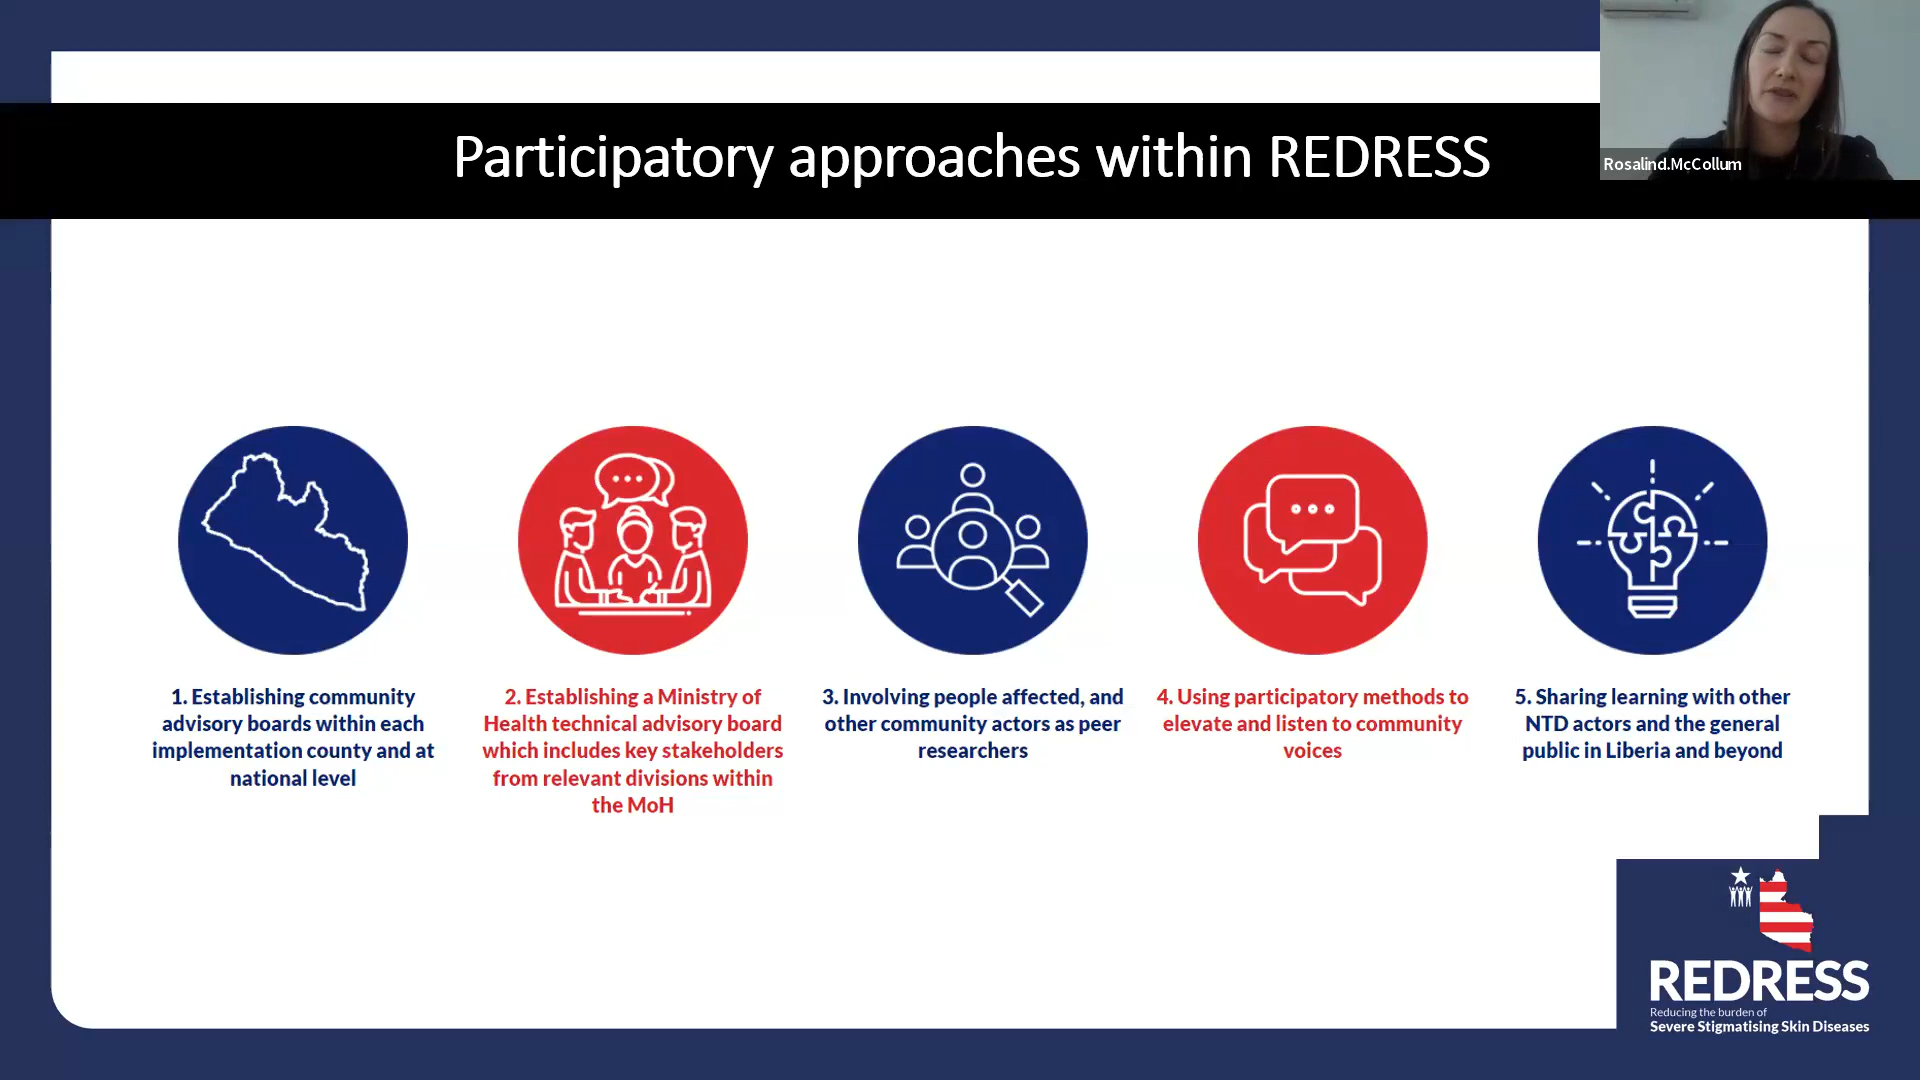 Participatory approaches within REDRESS
Rosalind.McCollum
1. Establishing community
advisory boards within each
implementation county and at
national level
2. Establishing a Ministry of
Health technical advisory board
which includes key stakeholders
from relevant divisions within
the MoH
3. Involving people affected, and
other community actors as peer
researchers
4. Using participatory methods to
elevate and listen to community
voices
5. Sharing learning with other
NTD actors and the general
public in Liberia and beyond
REDRESS
Reducing the burden of
Severe Stigmatising Skin Diseases